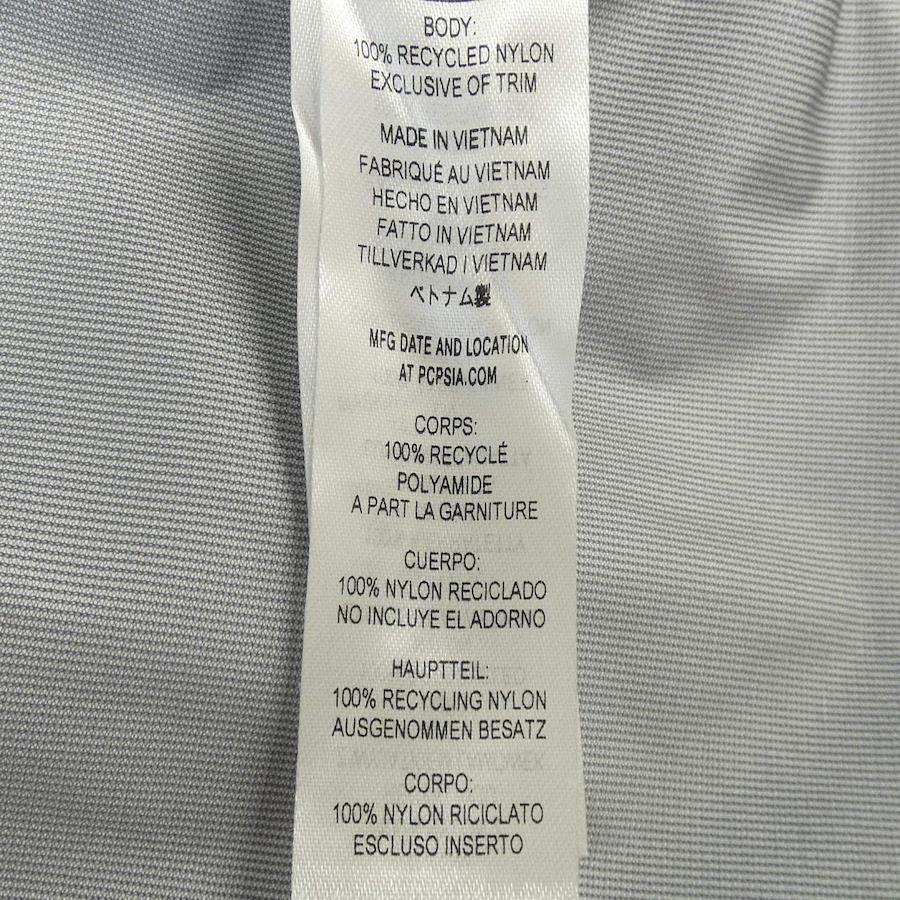 BODY:
100% RECYCLED NYLON
EXCLUSIVE OF TRIM
MADE IN VIETNAM
FABRIQUÉ AU VIETNAM
HECHO EN VIETNAM
FATTO IN VIETNAM
TILLVERKAD I VIETNAM
ベトナム製
MFG DATE AND LOCATION
AT PCPSIA.COM
CORPS:
100% RECYCLÉ
POLYAMIDE
A PART LA GARNITURE
CUERPO:
100% NYLON RECICLADO
NO INCLUYE EL ADORNO
HAUPTTEIL:
100% RECYCLING NYLON
AUSGENOMMEN BESATZ
CORPO:
100% NYLON RICICLATO
ESCLUSO INSERTO